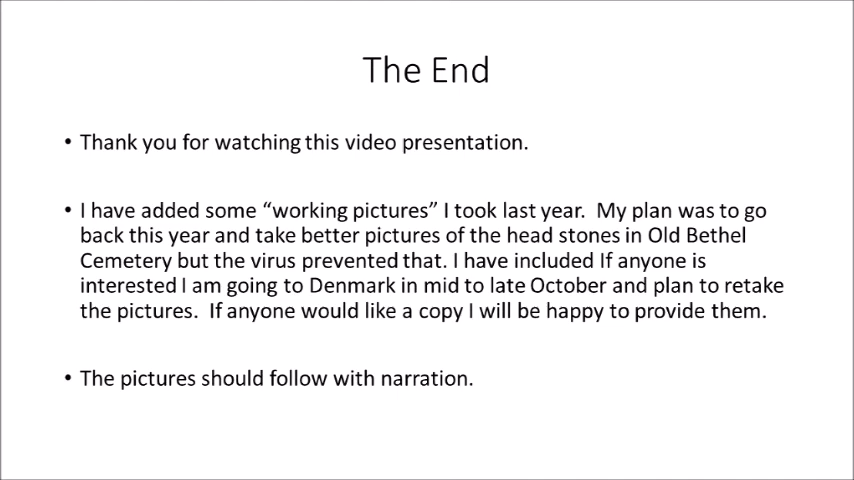 The End
• Thank you for watching this video presentation.
• I have added some “working pictures” I took last year.  My plan was to go
back this year and take better pictures of the head stones in Old Bethel
Cemetery but the virus prevented that. I have included If anyone is
interested I am going to Denmark in mid to late October and plan to retake
the pictures.  If anyone would like a copy I will be happy to provide them.
• The pictures should follow with narration.